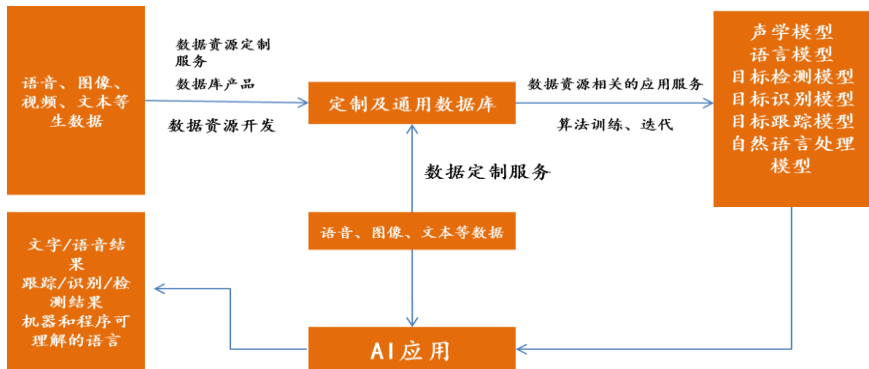 语音、图像、
视频、文本等
生数据
数据资源定制
服务
数据库产品
数据资源开发
定制及通用数据库
数据资源相关的应用服务
算法训练、迭代
声学模型
语言模型
目标检测模型
目标识别模型
目标跟踪模型
自然语言处理
模型
数据定制服务
语音、图像、文本等数据
文字/语音结
果
跟踪/识别/检
测结果
机器和程序可
理解的语言
AI应用